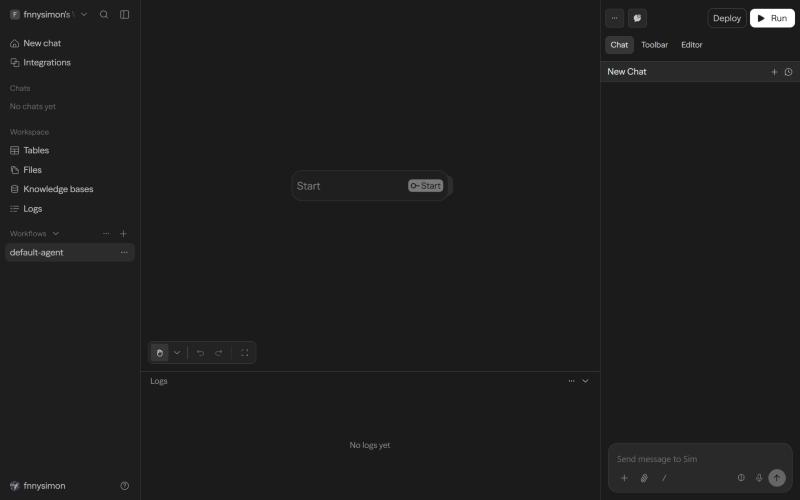 F fnnysimon's
New chat
Integrations
Chats
No chats yet
Workspace
Tables
Files
Knowledge bases
Logs
Workflows
default-agent
fnnysimon
Start
Start
Logs
No logs yet
Deploy
Run
Chat
Toolbar
Editor
New Chat
Send message to Sim